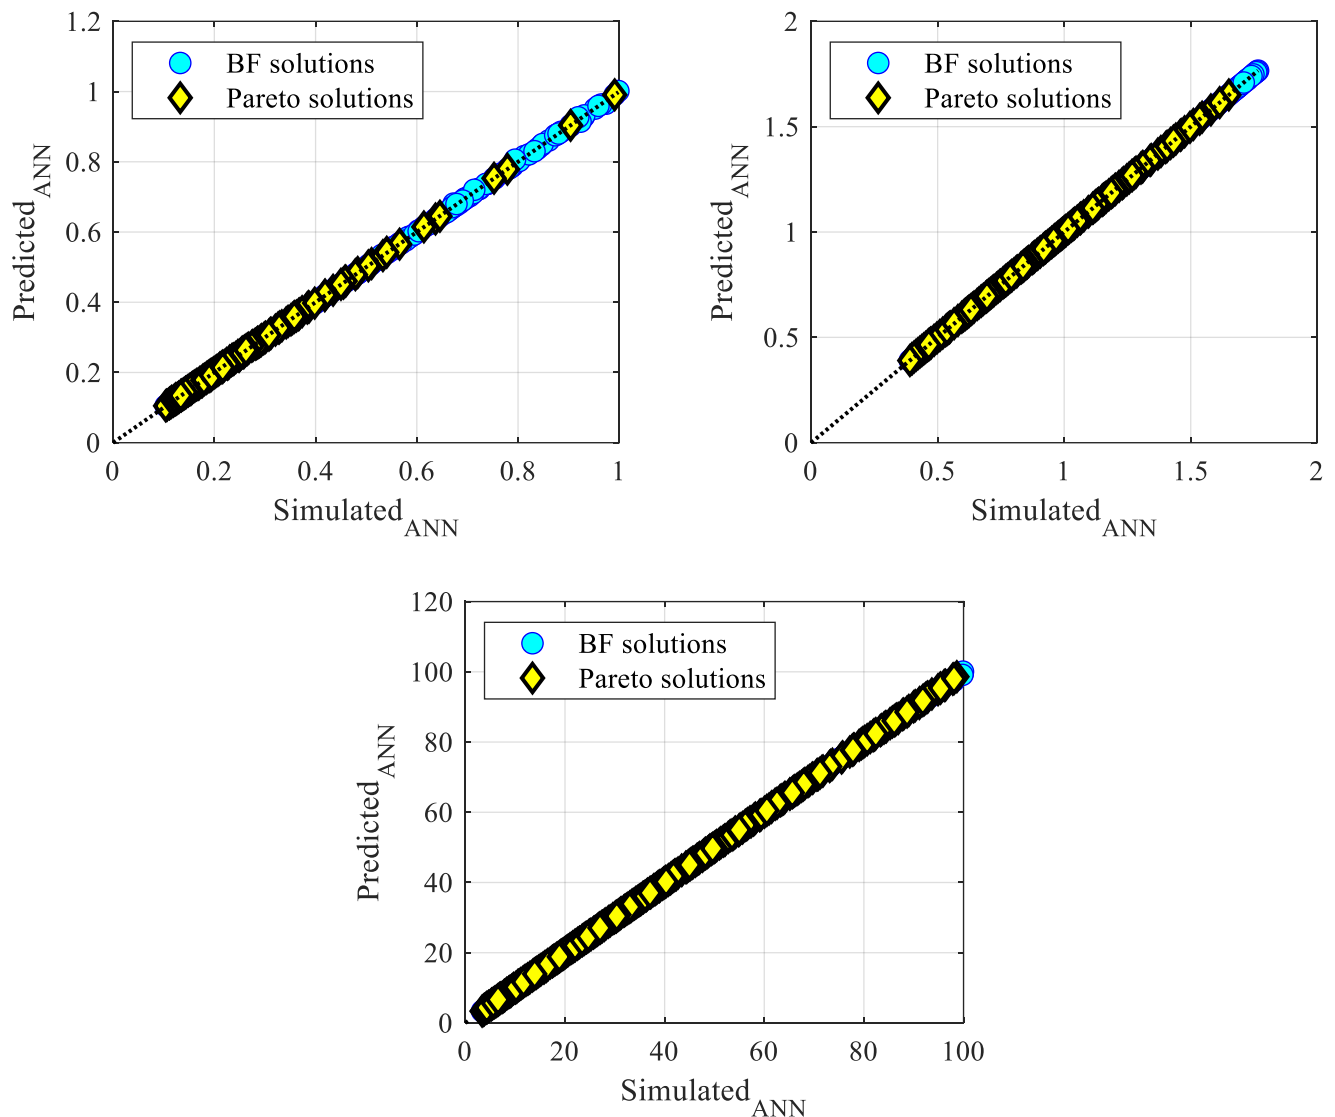 1.2
1
0.8
0.6
0.4
0.2
0
BF solutions
Pareto solutions
Predicted_ANN
0 0.2 0.4 0.6 0.8 1
Simulated_ANN
2
1.5
1
0.5
0
BF solutions
Pareto solutions
Predicted_ANN
0 0.5 1 1.5 2
Simulated_ANN
120
100
80
60
40
20
0
BF solutions
Pareto solutions
Predicted_ANN
0 20 40 60 80 100
Simulated_ANN